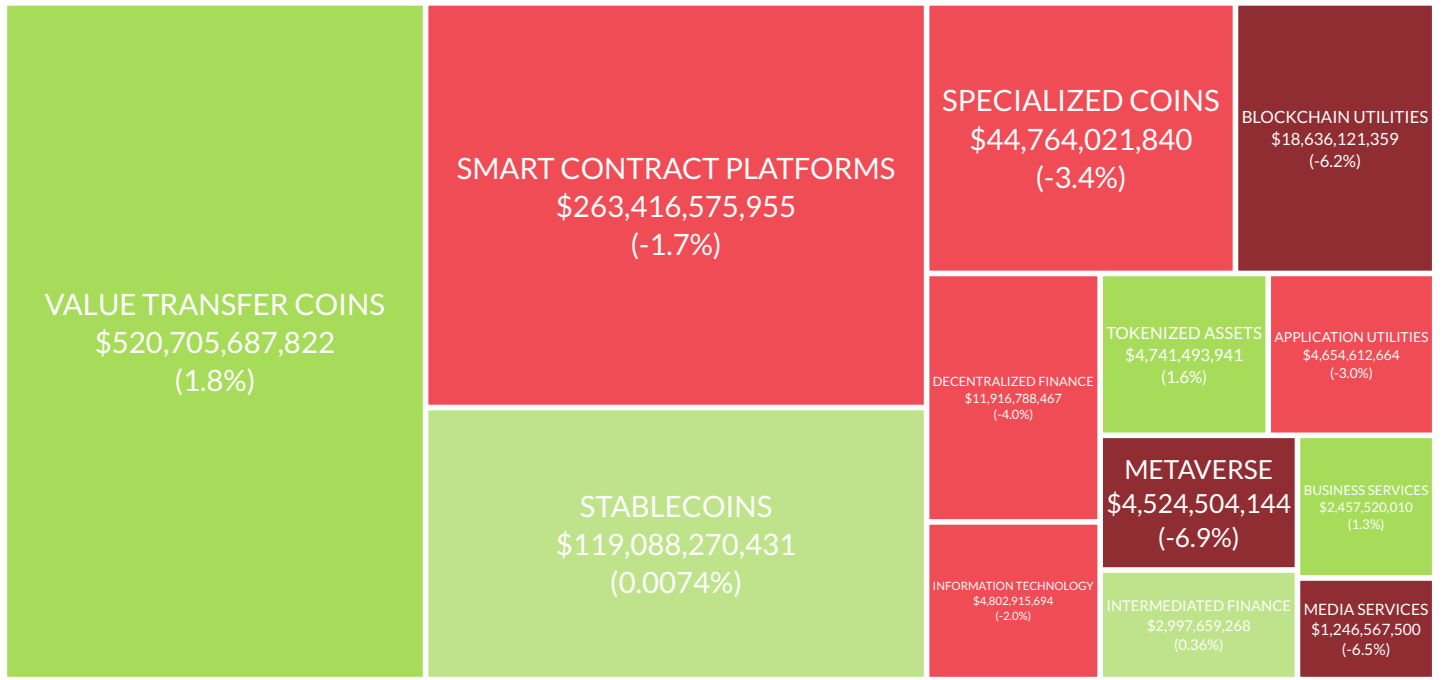 VALUE TRANSFER COINS
$520,705,687,822
(1.8%)
SMART CONTRACT PLATFORMS
$263,416,575,955
(-1.7%)
STABLECOINS
$119,088,270,431
(0.0074%)
SPECIALIZED COINS
$44,764,021,840
(-3.4%)
BLOCKCHAIN UTILITIES
$18,636,121,359
(-6.2%)
DECENTRALIZED FINANCE
$11,916,788,467
(-4.0%)
INFORMATION TECHNOLOGY
$4,802,915,694
(-2.0%)
TOKENIZED ASSETS
$4,741,493,941
(1.6%)
APPLICATION UTILITIES
$4,654,612,664
(-3.0%)
METAVERSE
$4,524,504,144
(-6.9%)
INTERMEDIATED FINANCE
$2,997,659,268
(0.36%)
BUSINESS SERVICES
$2,457,520,010
(1.3%)
MEDIA SERVICES
$1,246,567,500
(-6.5%)